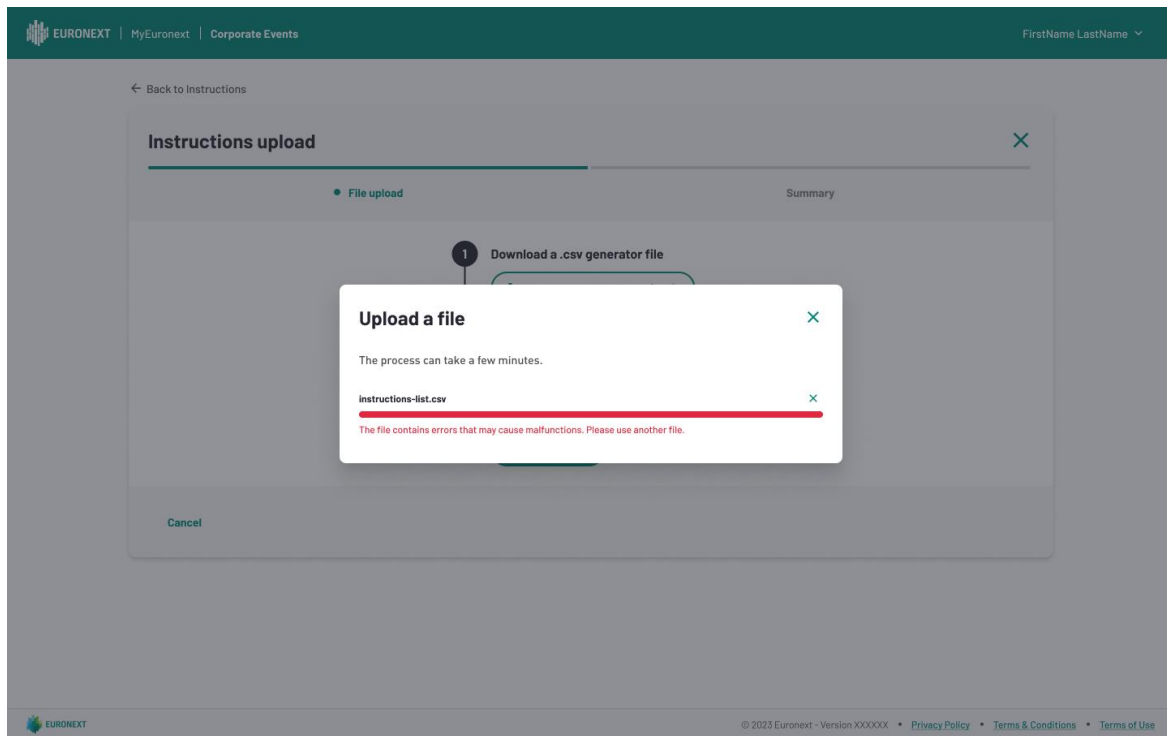 EURONEXT | MyEuronext | Corporate Events FirstName LastName
← Back to Instructions
Instructions upload
File upload Summary
1 Download a .csv generator file
Upload a file
The process can take a few minutes.
instructions-list.csv
The file contains errors that may cause malfunctions. Please use another file.
Cancel
EURONEXT © 2023 Euronext - Version XXXXXX • Privacy Policy • Terms & Conditions • Terms of Use